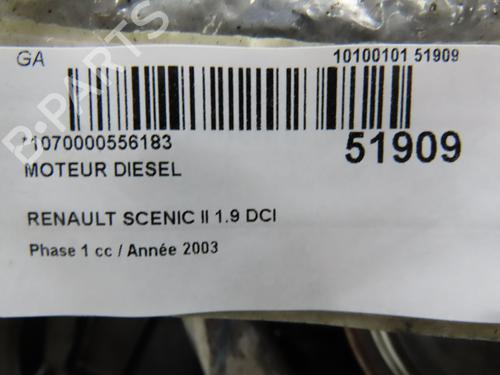 GA
10100101 51909
1070000556183
51909
MOTEUR DIESEL
RENAULT SCENIC II 1.9 DCI
Phase 1 cc / Année 2003
B-PARTS